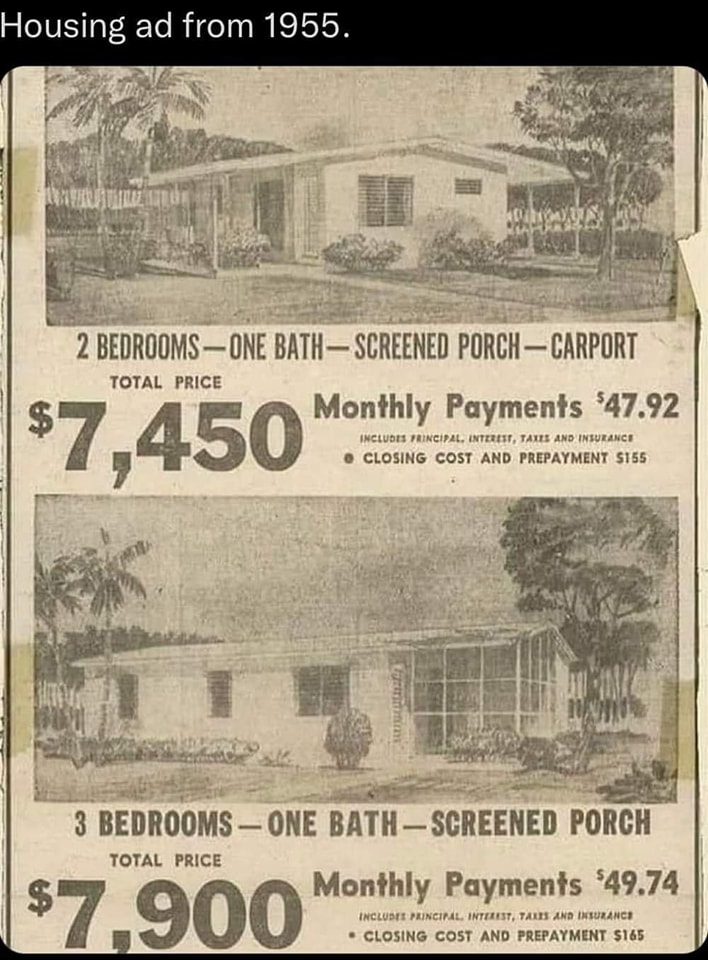 Housing ad from 1955.
2 BEDROOMS—ONE BATH—SCREENED PORCH—CARPORT
TOTAL PRICE
$7,450
Monthly Payments $47.92
INCLUDES PRINCIPAL, INTEREST, TAXES AND INSURANCE
• CLOSING COST AND PREPAYMENT $155
3 BEDROOMS—ONE BATH—SCREENED PORCH
TOTAL PRICE
$7,900
Monthly Payments $49.74
INCLUDES PRINCIPAL, INTEREST, TAXES AND INSURANCE
• CLOSING COST AND PREPAYMENT $165